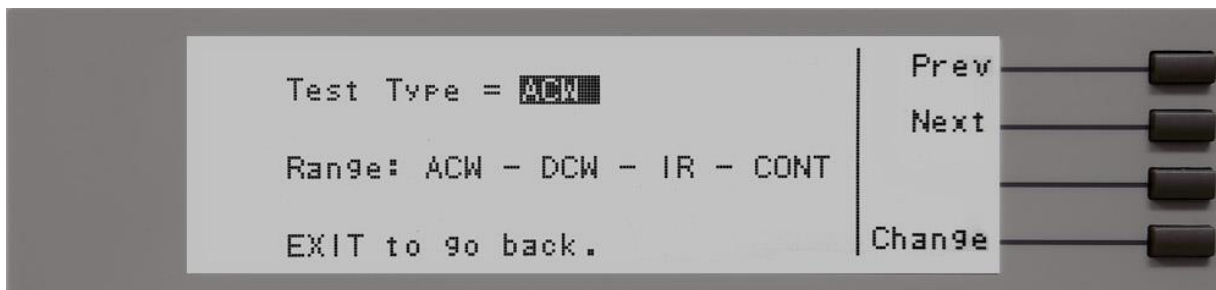 Test Type = ACW
Range: ACW - DCW - IR - CONT
EXIT to go back.
Prev
Next
Change